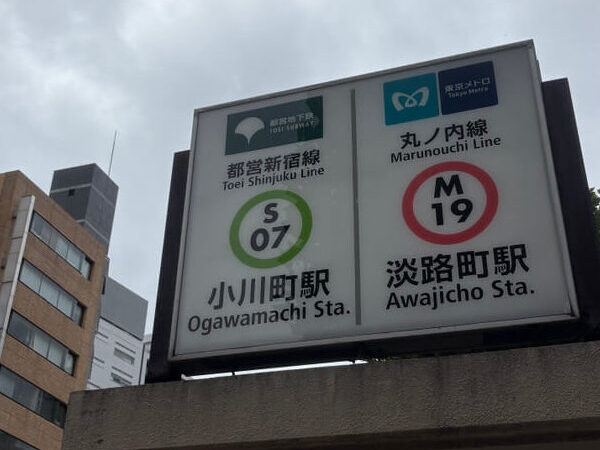 都営地下鉄
TOEI SUBWAY
都営新宿線
Toei Shinjuku Line
S
07
小川町駅
Ogawamachi Sta.
東京メトロ
Tokyo Metro
丸ノ内線
Marunouchi Line
M
19
淡路町駅
Awajicho Sta.